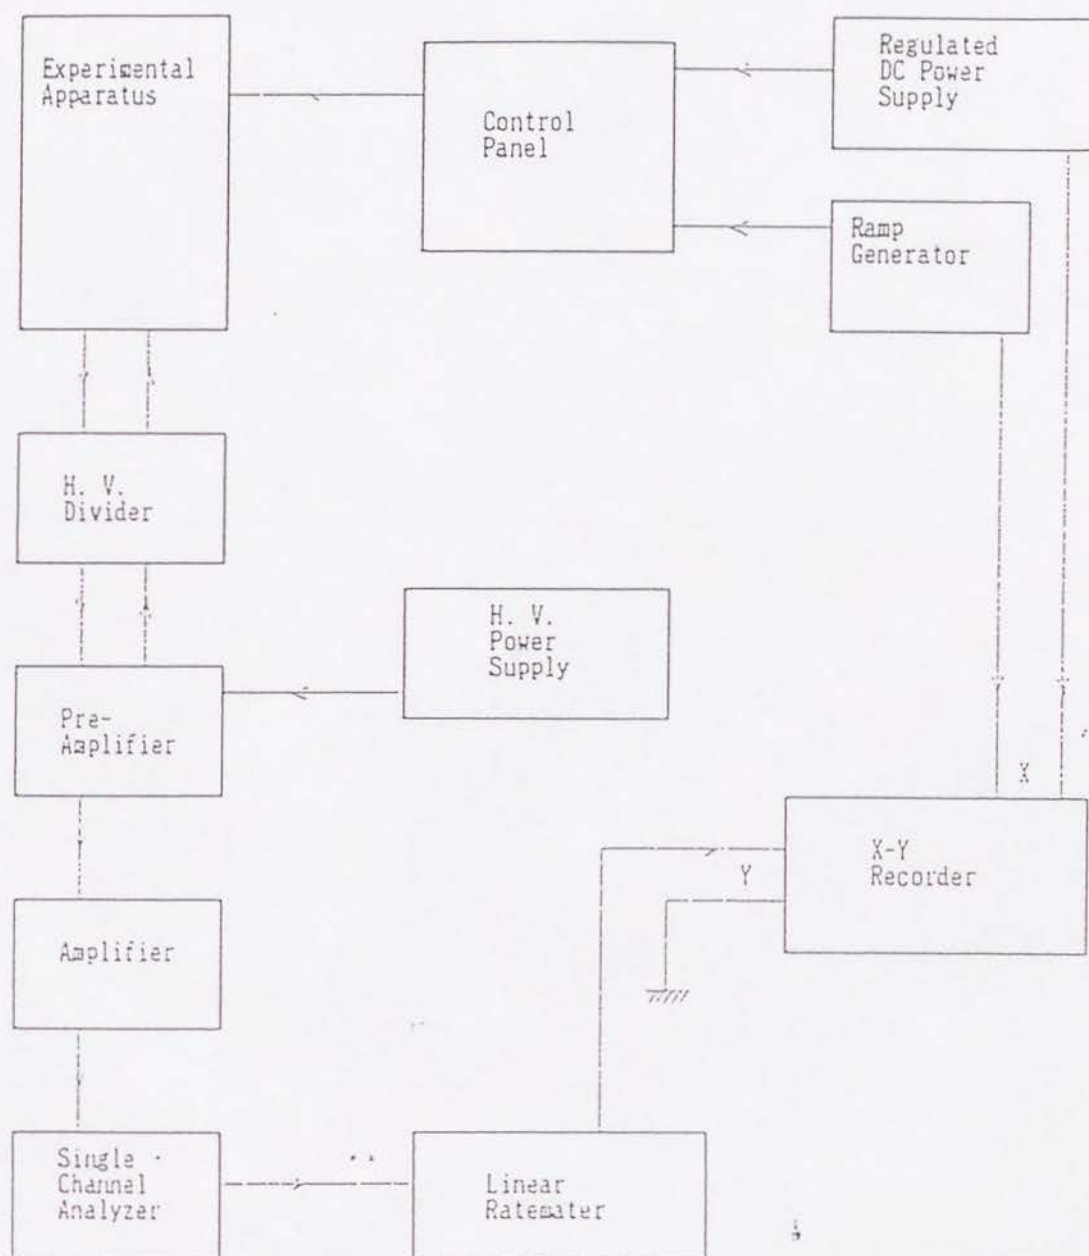 Experimental
Apparatus
Control
Panel
Regulated
DC Power
Supply
Ramp
Generator
H. V.
Divider
H. V.
Power
Supply
Pre-
Amplifier
X
X-Y
Recorder
Y
Amplifier
Single
Channel
Analyzer
Linear
Ratemater